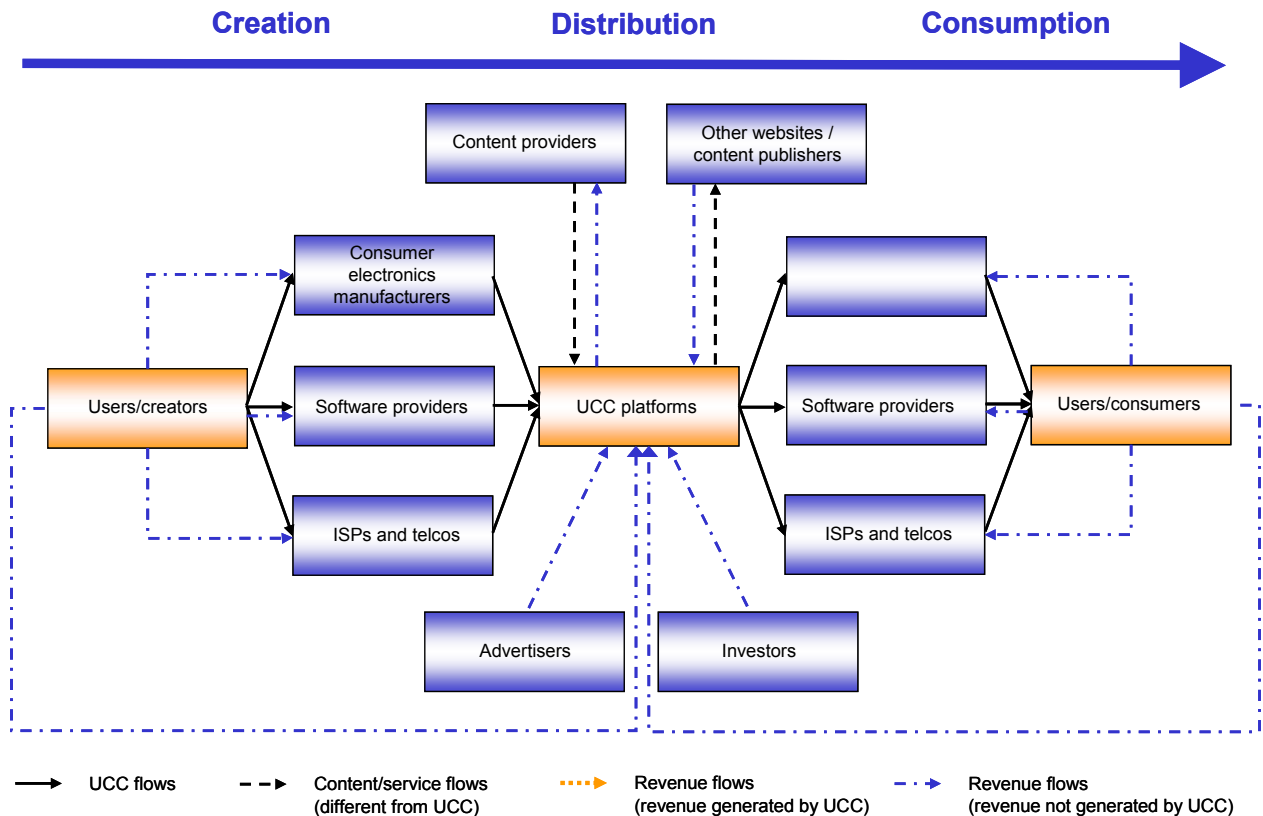 Creation
Distribution
Consumption
Content providers
Other websites /
content publishers
Consumer
electronics
manufacturers
Users/creators
Software providers
UCC platforms
Software providers
Users/consumers
ISPs and telcos
ISPs and telcos
Advertisers
Investors
UCC flows
Content/service flows
(different from UCC)
Revenue flows
(revenue generated by UCC)
Revenue flows
(revenue not generated by UCC)